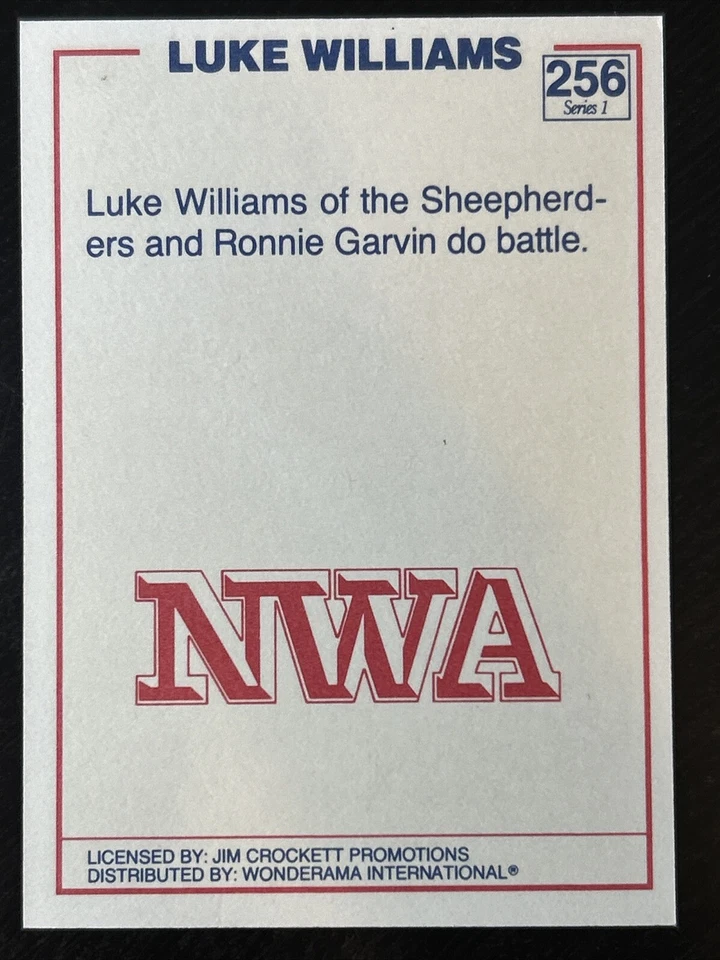 LUKE WILLIAMS
256
Series 1
Luke Williams of the Sheepherd-
ers and Ronnie Garvin do battle.
NWA
LICENSED BY: JIM CROCKETT PROMOTIONS
DISTRIBUTED BY: WONDERAMA INTERNATIONAL®